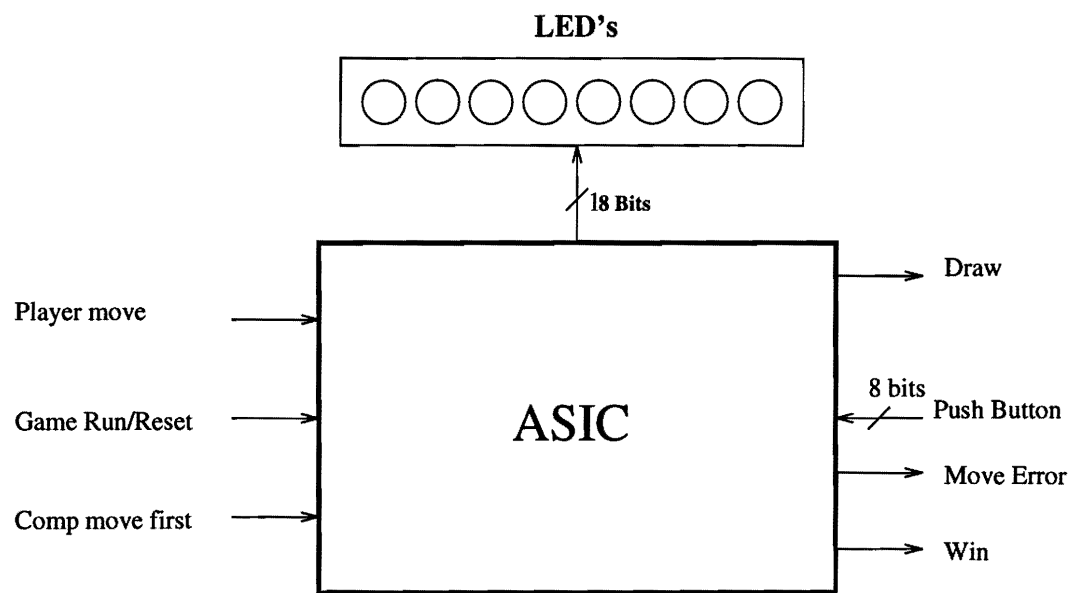 LED's
18 Bits
Draw
Player move
8 bits
Game Run/Reset
ASIC
Push Button
Move Error
Comp move first
Win